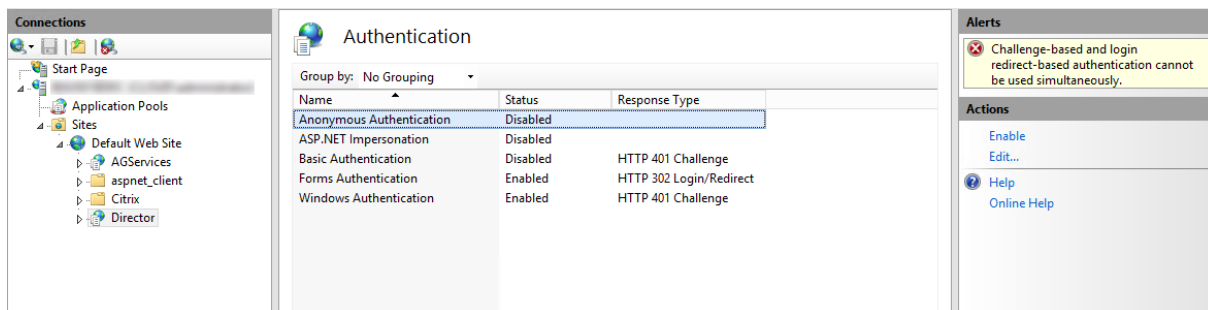 Connections
Start Page
Application Pools
Sites
Default Web Site
AGServices
aspnet_client
Citrix
Director
Authentication
Group by: No Grouping
Name Status Response Type
Anonymous Authentication Disabled
ASP.NET Impersonation Disabled
Basic Authentication Disabled HTTP 401 Challenge
Forms Authentication Enabled HTTP 302 Login/Redirect
Windows Authentication Enabled HTTP 401 Challenge
Alerts
Challenge-based and login
redirect-based authentication cannot
be used simultaneously.
Actions
Enable
Edit...
Help
Online Help